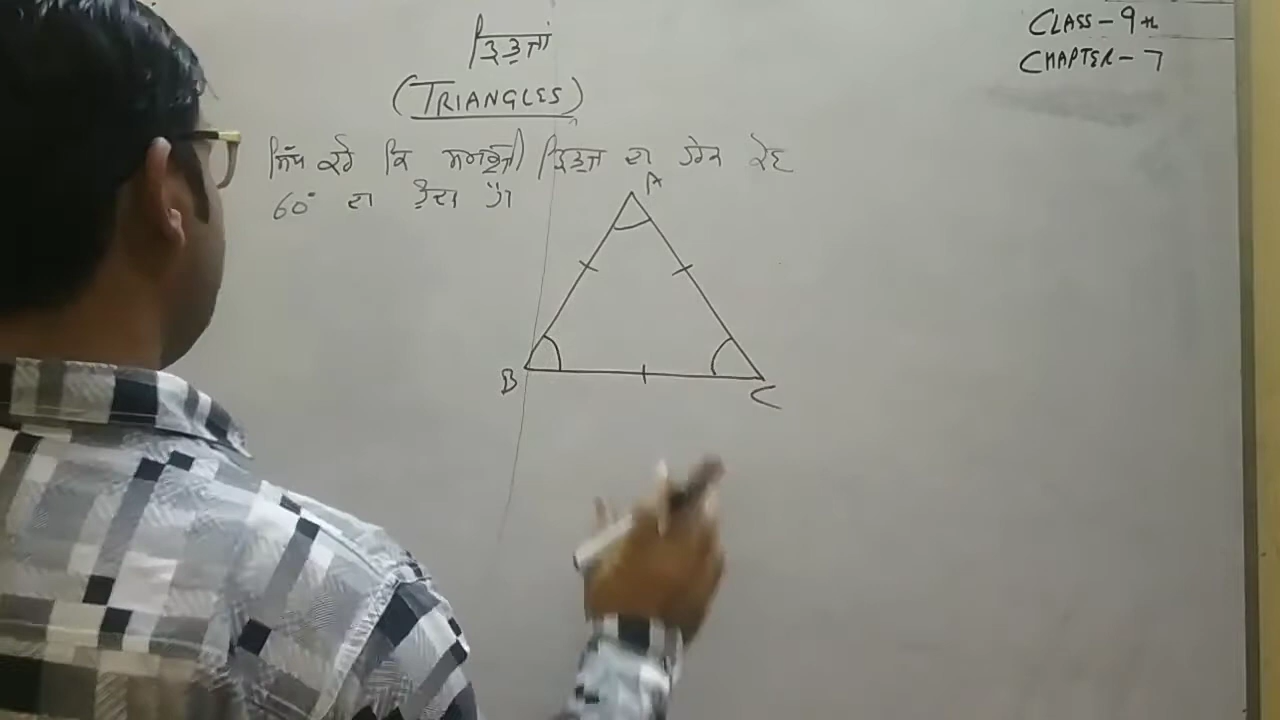 ਤ੍ਰਿਭੁਜਾਂ
(TRIANGLES)
CLASS-9th
CHAPTER-7
ਸਿੱਧ ਕਰੋ ਕਿ ਸਮਭੁਜੀ ਤ੍ਰਿਭੁਜ ਦਾ ਹਰੇਕ ਕੋਣ
60° ਦਾ ਹੁੰਦਾ ਹੈ।
A
B
C